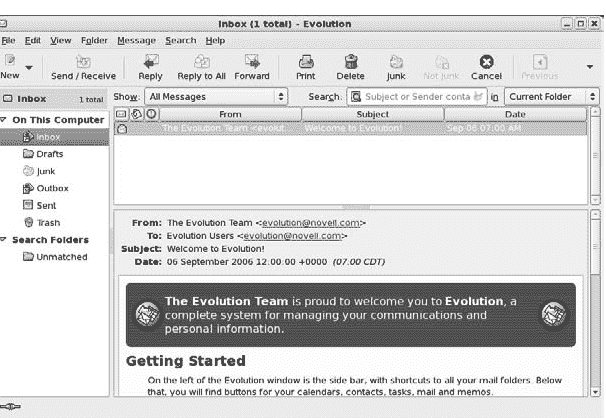 Inbox (1 total) - Evolution
File Edit View Folder Message Search Help
New Send / Receive Reply Reply to All Forward Print Delete Junk Not Junk Cancel Previous
Inbox 1 total
Show: All Messages Search: Subject or Sender conta in Current Folder
On This Computer
Inbox
Drafts
Junk
Outbox
Sent
Trash
Search Folders
Unmatched
From Subject Date
The Evolution Team <evolut... Welcome to Evolution! Sep 06 07:00 AM
From: The Evolution Team <evolution@novell.com>
To: Evolution Users <evolution@novell.com>
Subject: Welcome to Evolution!
Date: 06 September 2006 12:00:00 +0000 (07:00 CDT)
The Evolution Team is proud to welcome you to Evolution, a
complete system for managing your communications and
personal information.
Getting Started
On the left of the Evolution window is the side bar, with shortcuts to all your mail folders. Below
that, you will find buttons for your calendars, contacts, tasks, mail and memos.